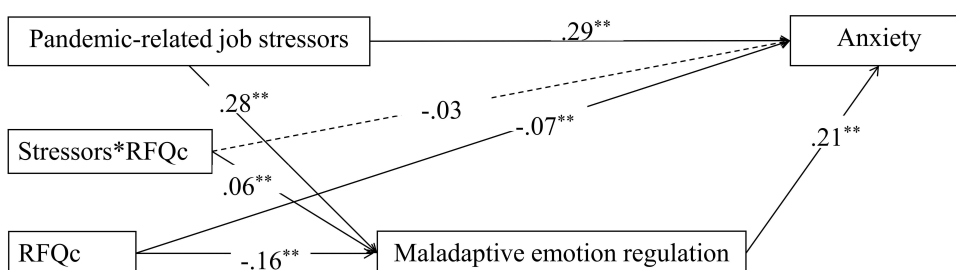 Pandemic-related job stressors
.29**
Anxiety
.28**
-.03
-.07**
.21**
Stressors*RFQc
.06**
RFQc
-.16**
Maladaptive emotion regulation